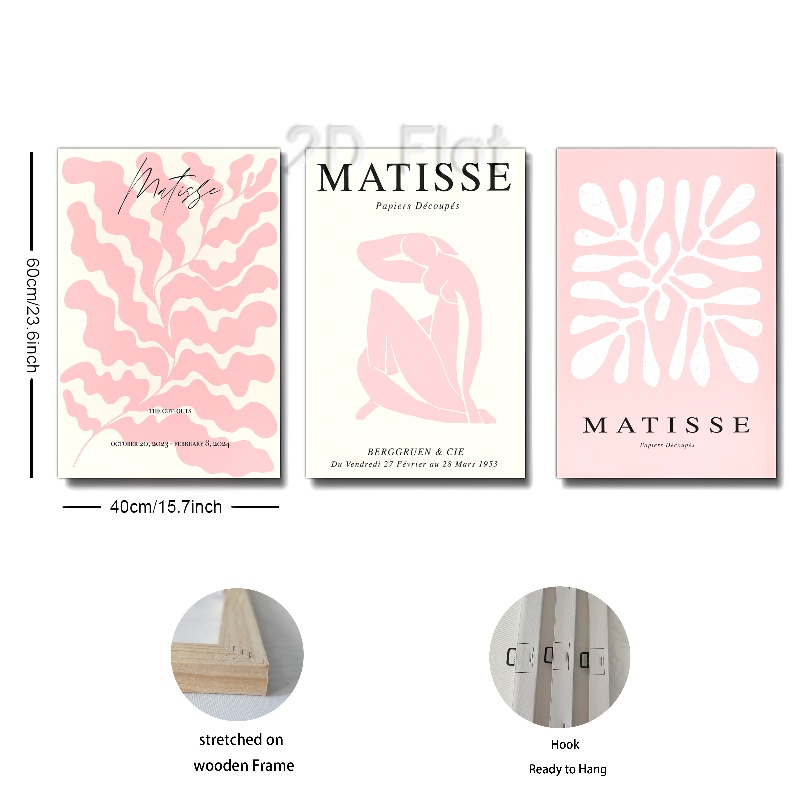 2D Flat
Matisse
THE CUT-OUTS
OCTOBER 20, 2023 - FEBRUARY 8, 2024
MATISSE
Papiers Découpés
BERGGRUEN & CIE
Du Vendredi 27 Février au 28 Mars 1953
MATISSE
Papiers Découpés
60cm/23.6inch
40cm/15.7inch
stretched on
wooden Frame
Hook
Ready to Hang